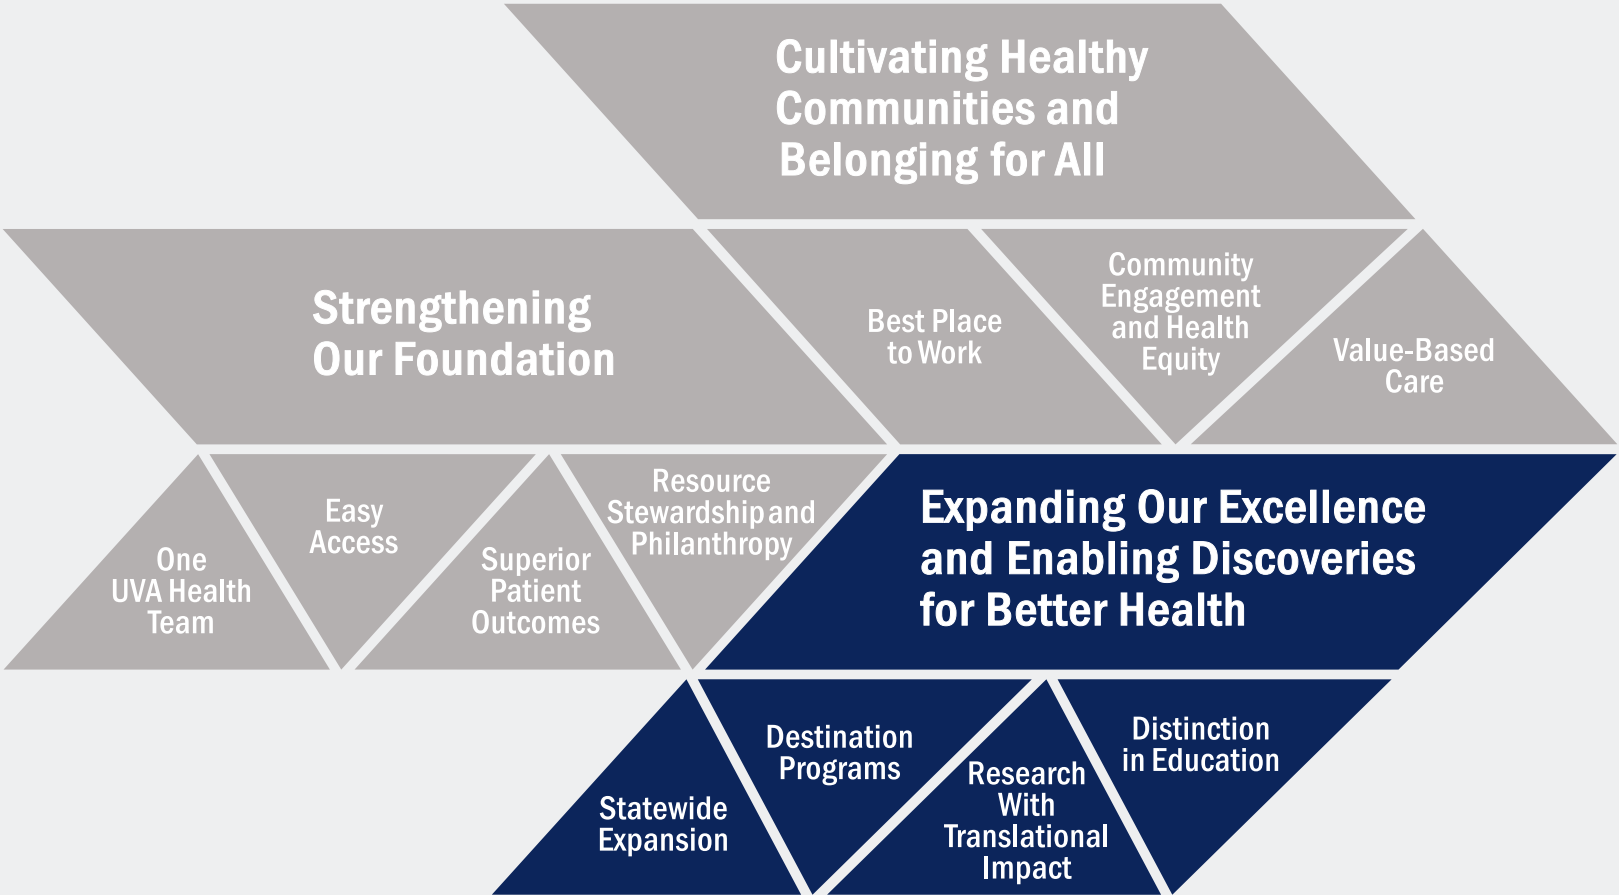 Cultivating Healthy
Communities and
Belonging for All
Strengthening
Our Foundation
Best Place
to Work
Community
Engagement
and Health
Equity
Value-Based
Care
One
UVA Health
Team
Easy
Access
Superior
Patient
Outcomes
Resource
Stewardship and
Philanthropy
Expanding Our Excellence
and Enabling Discoveries
for Better Health
Statewide
Expansion
Destination
Programs
Research
With
Translational
Impact
Distinction
in Education